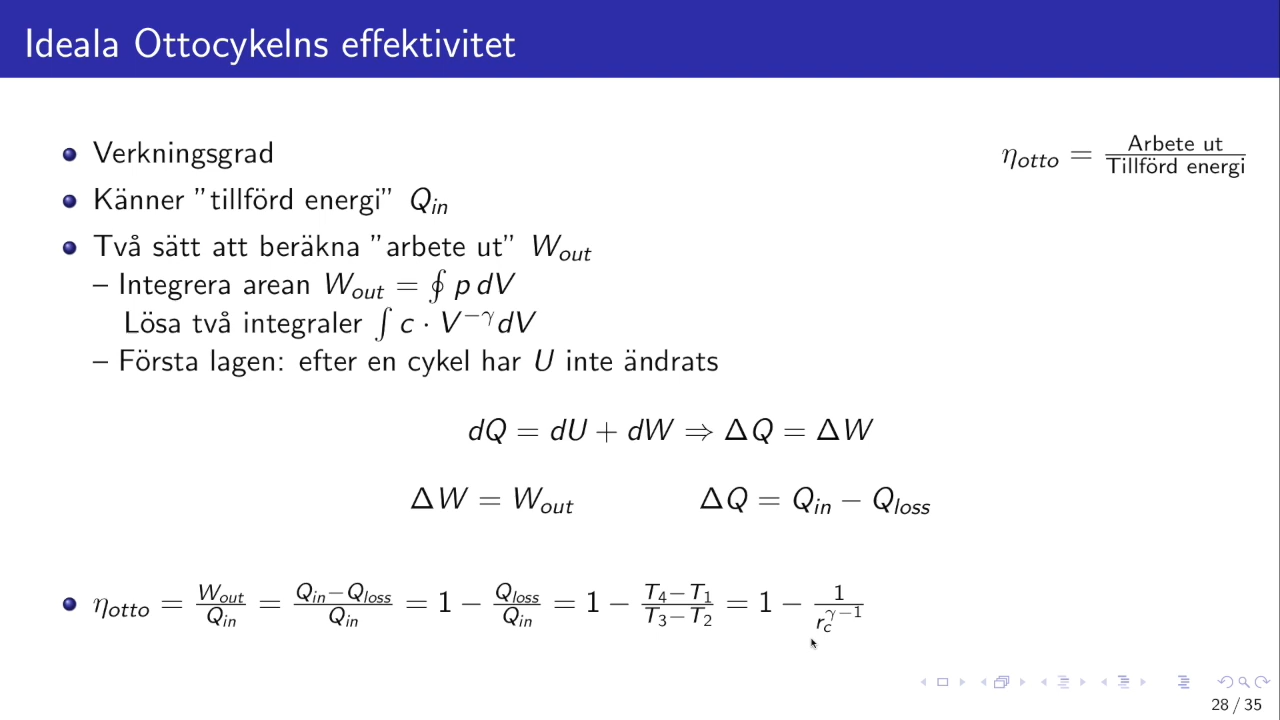 Ideala Ottocykelns effektivitet
• Verkningsgrad η_otto = Arbete ut / Tillförd energi
• Känner ”tillförd energi” Q_in
• Två sätt att beräkna ”arbete ut” W_out
– Integrera arean W_out = ∮ p dV
Lösa två integraler ∫ c · V^{−γ} dV
– Första lagen: efter en cykel har U inte ändrats
dQ = dU + dW ⇒ ΔQ = ΔW
ΔW = W_out ΔQ = Q_in − Q_loss
• η_otto = W_out / Q_in = (Q_in − Q_loss) / Q_in = 1 − Q_loss / Q_in = 1 − (T_4 − T_1) / (T_3 − T_2) = 1 − 1 / r_c^{γ−1}
28 / 35